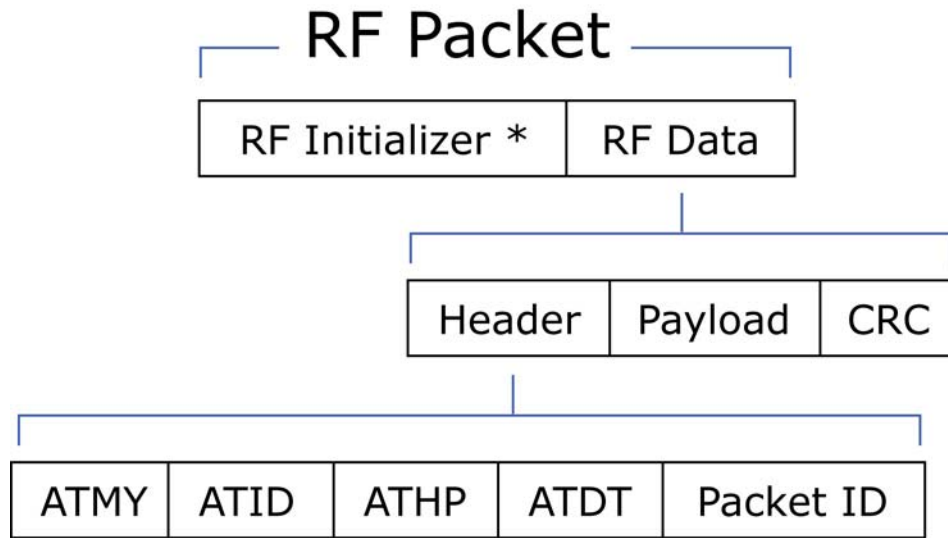 RF Packet
RF Initializer * RF Data
Header Payload CRC
ATMY ATID ATHP ATDT Packet ID